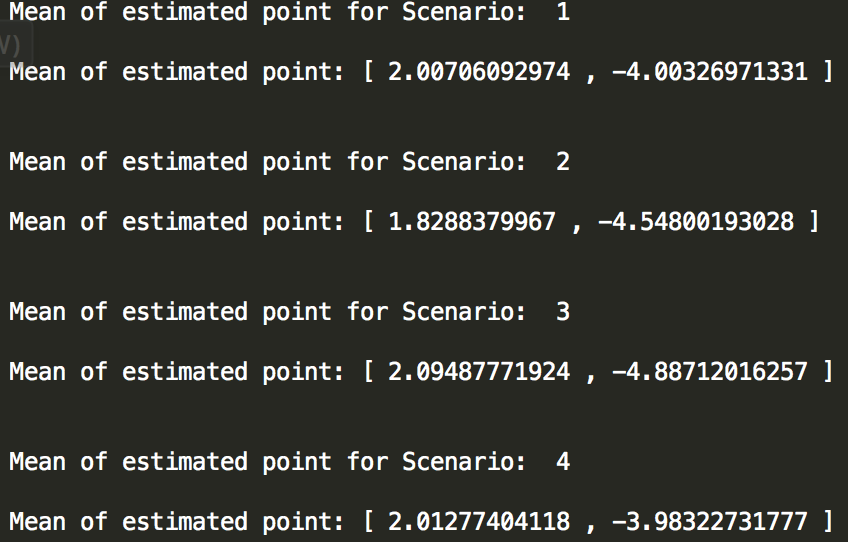 Mean of estimated point for Scenario:  1
Mean of estimated point: [ 2.00706092974 , -4.00326971331 ]
Mean of estimated point for Scenario:  2
Mean of estimated point: [ 1.8288379967 , -4.54800193028 ]
Mean of estimated point for Scenario:  3
Mean of estimated point: [ 2.09487771924 , -4.88712016257 ]
Mean of estimated point for Scenario:  4
Mean of estimated point: [ 2.01277404118 , -3.98322731777 ]